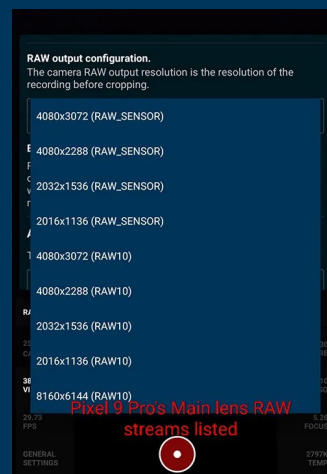 RAW output configuration.
The camera RAW output resolution is the resolution of the
recording before cropping.
4080x3072 (RAW_SENSOR)
4080x2288 (RAW_SENSOR)
2032x1536 (RAW_SENSOR)
2016x1136 (RAW_SENSOR)
4080x3072 (RAW10)
4080x2288 (RAW10)
2032x1536 (RAW10)
2016x1136 (RAW10)
8160x6144 (RAW10)
Pixel 9 Pro's Main lens RAW
streams listed
29.73
FPS
FOCUS
GENERAL
SETTINGS
2797K
TEMP